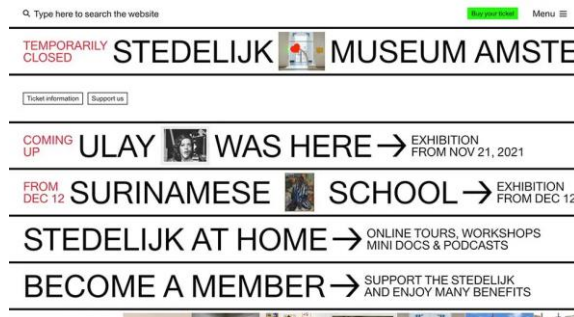 Type here to search the website
Buy your ticket
Menu
TEMPORARILY
CLOSED
STEDELIJK MUSEUM AMSTE
Ticket information
Support us
COMING
UP
ULAY WAS HERE →
EXHIBITION
FROM NOV 21, 2021
FROM
DEC 12
SURINAMESE SCHOOL →
EXHIBITION
FROM DEC 12
STEDELIJK AT HOME →
ONLINE TOURS, WORKSHOPS
MINI DOCS & PODCASTS
BECOME A MEMBER →
SUPPORT THE STEDELIJK
AND ENJOY MANY BENEFITS